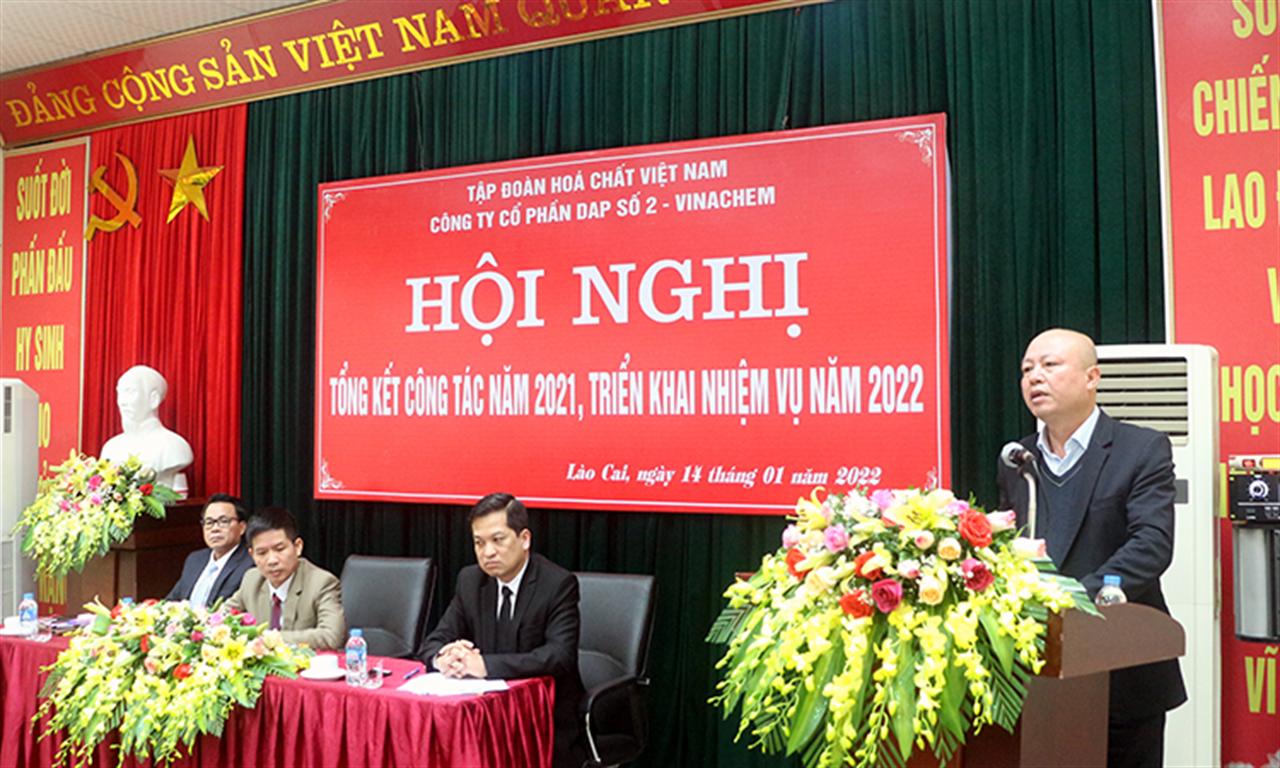 ĐẢNG CỘNG SẢN VIỆT NAM QUANG
SUỐT ĐỜI
PHẤN ĐẤU
HY SINH
TẬP ĐOÀN HOÁ CHẤT VIỆT NAM
CÔNG TY CỔ PHẦN DAP SỐ 2 - VINACHEM
HỘI NGHỊ
TỔNG KẾT CÔNG TÁC NĂM 2021, TRIỂN KHAI NHIỆM VỤ NĂM 2022
Lào Cai, ngày 14 tháng 01 năm 2022
CHIẾN
LAO
HỌC
VĨ